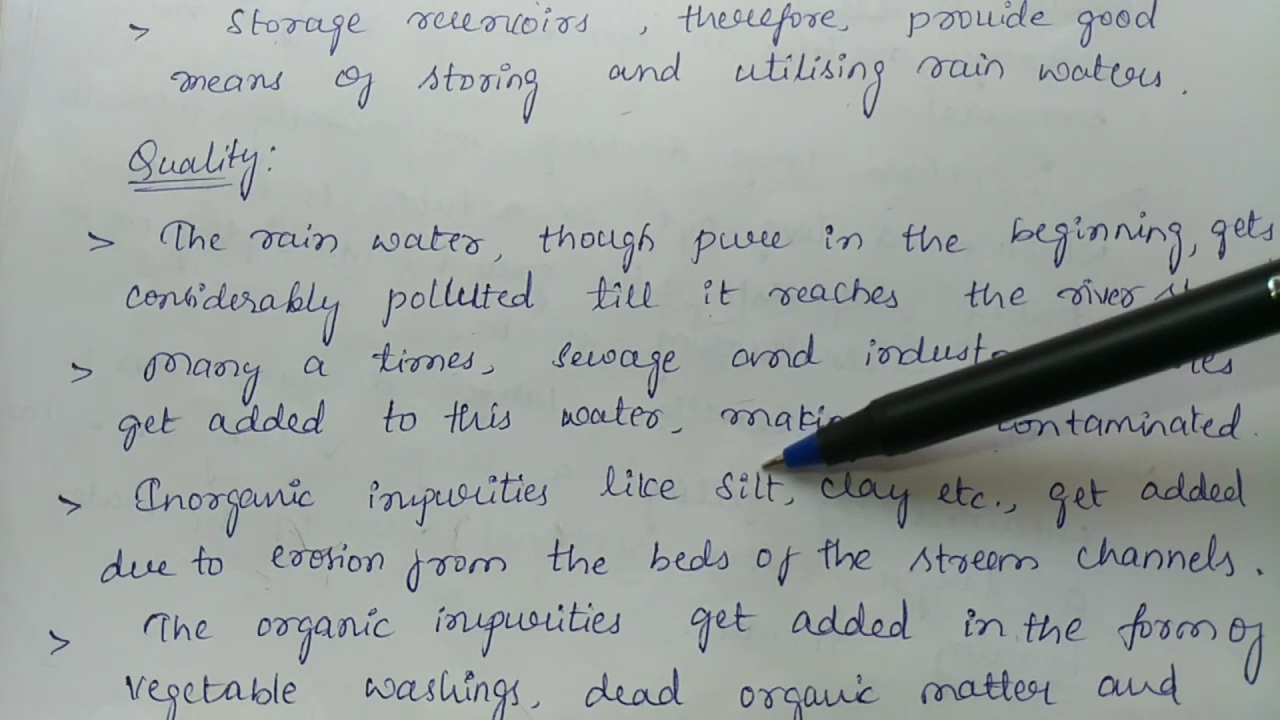 > Storage reservoirs , therefore, provide good
means of storing and utilising rain waters .
Quality:
> The rain water, though pure in the beginning, gets
considerably polluted till it reaches the river
> Many a times, sewage and
get added to this water, contaminated.
> Inorganic impurities like silt, clay etc., get added
due to erosion from the beds of the stream channels.
> The organic impurities get added in the form of
vegetable washings, dead organic matter and